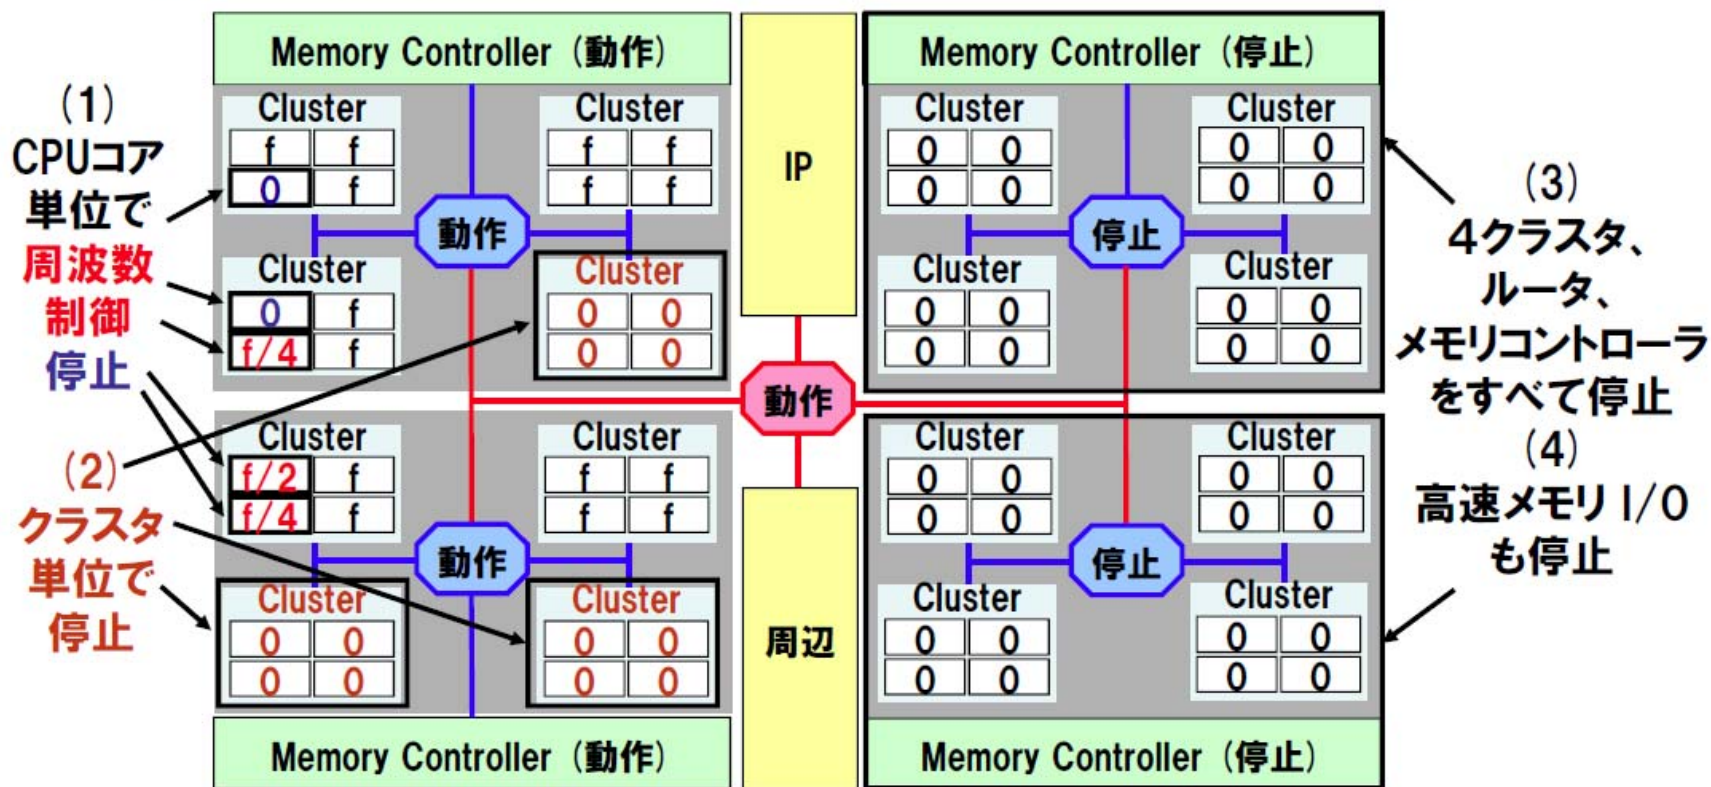 (1)
CPUコア
単位で
周波数
制御
停止
(2)
クラスタ
単位で
停止
Memory Controller (動作)
Cluster
f f
0 f
Cluster
f f
f f
動作
Cluster
0 f
f/4 f
Cluster
0 0
0 0
Cluster
f/2 f
f/4 f
Cluster
f f
f f
動作
Cluster
0 0
0 0
Cluster
0 0
0 0
Memory Controller (動作)
IP
動作
周辺
Memory Controller (停止)
Cluster
0 0
0 0
Cluster
0 0
0 0
停止
Cluster
0 0
0 0
Cluster
0 0
0 0
Cluster
0 0
0 0
Cluster
0 0
0 0
停止
Cluster
0 0
0 0
Cluster
0 0
0 0
Memory Controller (停止)
(3)
4クラスタ、
ルータ、
メモリコントローラ
をすべて停止
(4)
高速メモリ I/O
も停止